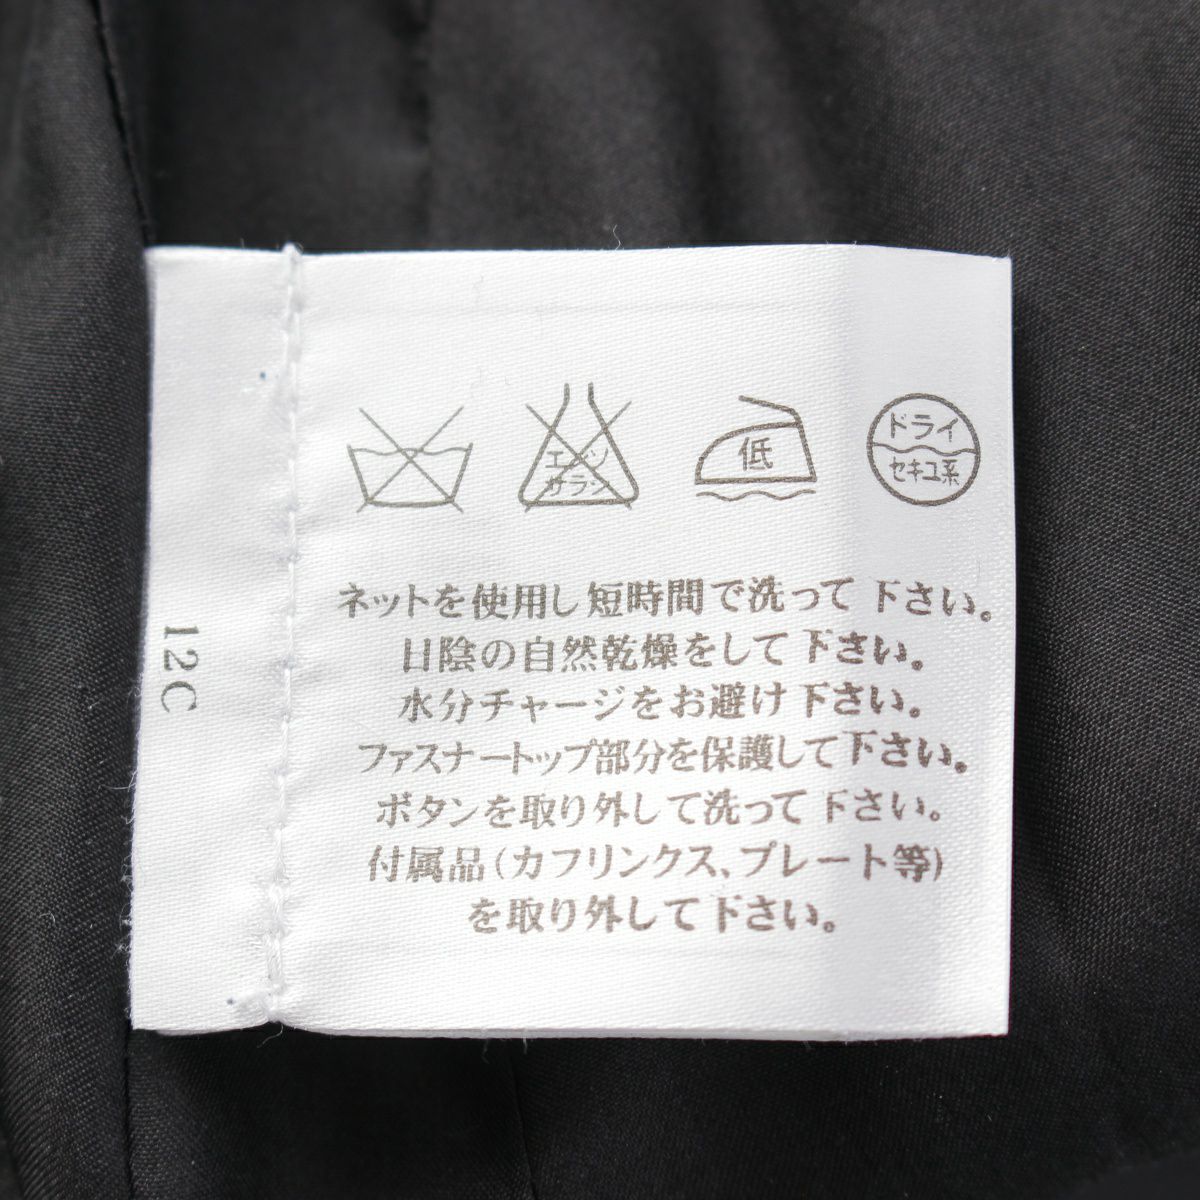 エンソ
サラシ
低
ドライ
セキユ系
ネットを使用し短時間で洗って下さい。
日陰の自然乾燥をして下さい。
水分チャージをお避け下さい。
ファスナートップ部分を保護して下さい。
ボタンを取り外して洗って下さい。
付属品(カフリンクス、プレート等)
を取り外して下さい。
12C